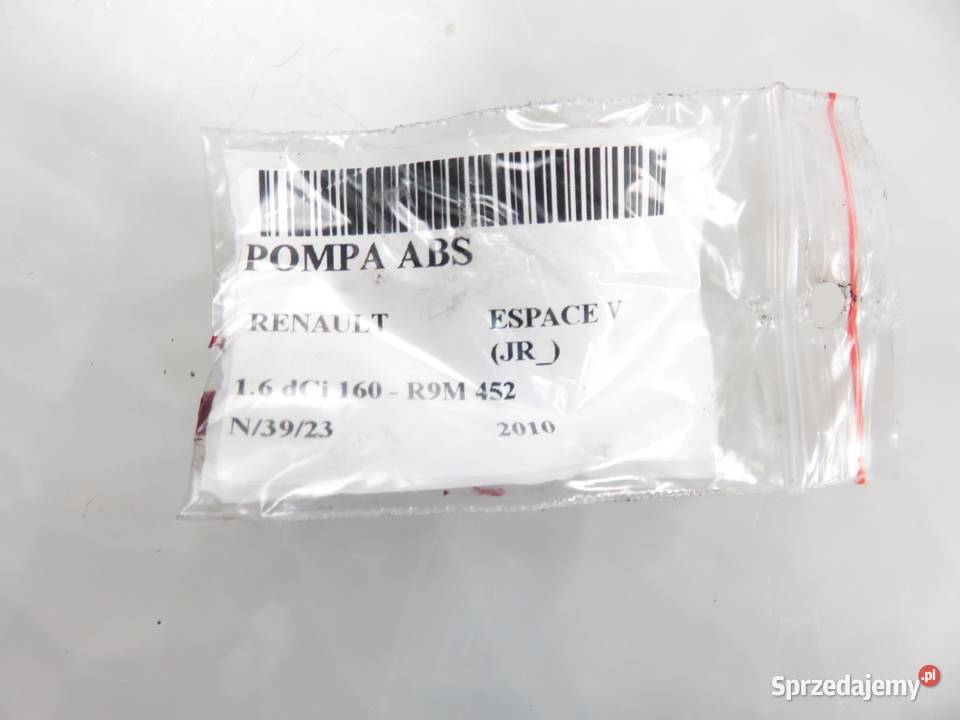 POMPA ABS
RENAULT ESPACE V
(JR_)
1.6 dCi 160 - R9M 452
N/39/23 2010
Sprzedajemy.pl